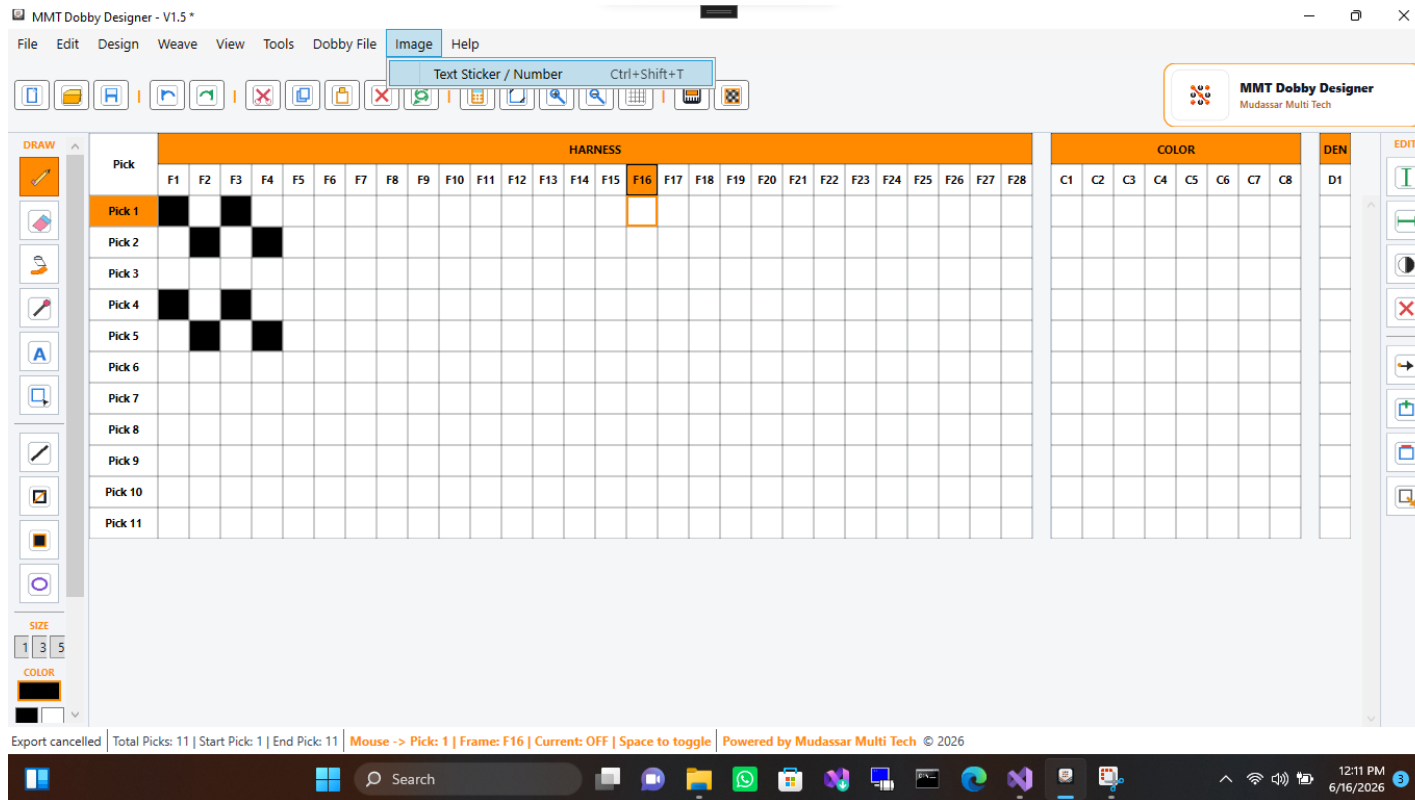 MMT Dobby Designer - V1.5 *
File Edit Design Weave View Tools Dobby File Image Help
Text Sticker / Number Ctrl+Shift+T
MMT Dobby Designer
Mudassar Multi Tech
DRAW
EDIT
Pick
HARNESS
COLOR
DEN
F1 F2 F3 F4 F5 F6 F7 F8 F9 F10 F11 F12 F13 F14 F15 F16 F17 F18 F19 F20 F21 F22 F23 F24 F25 F26 F27 F28 C1 C2 C3 C4 C5 C6 C7 C8 D1
Pick 1
Pick 2
Pick 3
Pick 4
Pick 5
A
Pick 6
Pick 7
Pick 8
Pick 9
Pick 10
Pick 11
SIZE
1 3 5
COLOR
Export cancelled Total Picks: 11 | Start Pick: 1 | End Pick: 11 Mouse -> Pick: 1 | Frame: F16 | Current: OFF | Space to toggle Powered by Mudassar Multi Tech © 2026
Search
12:11 PM
6/16/2026
3